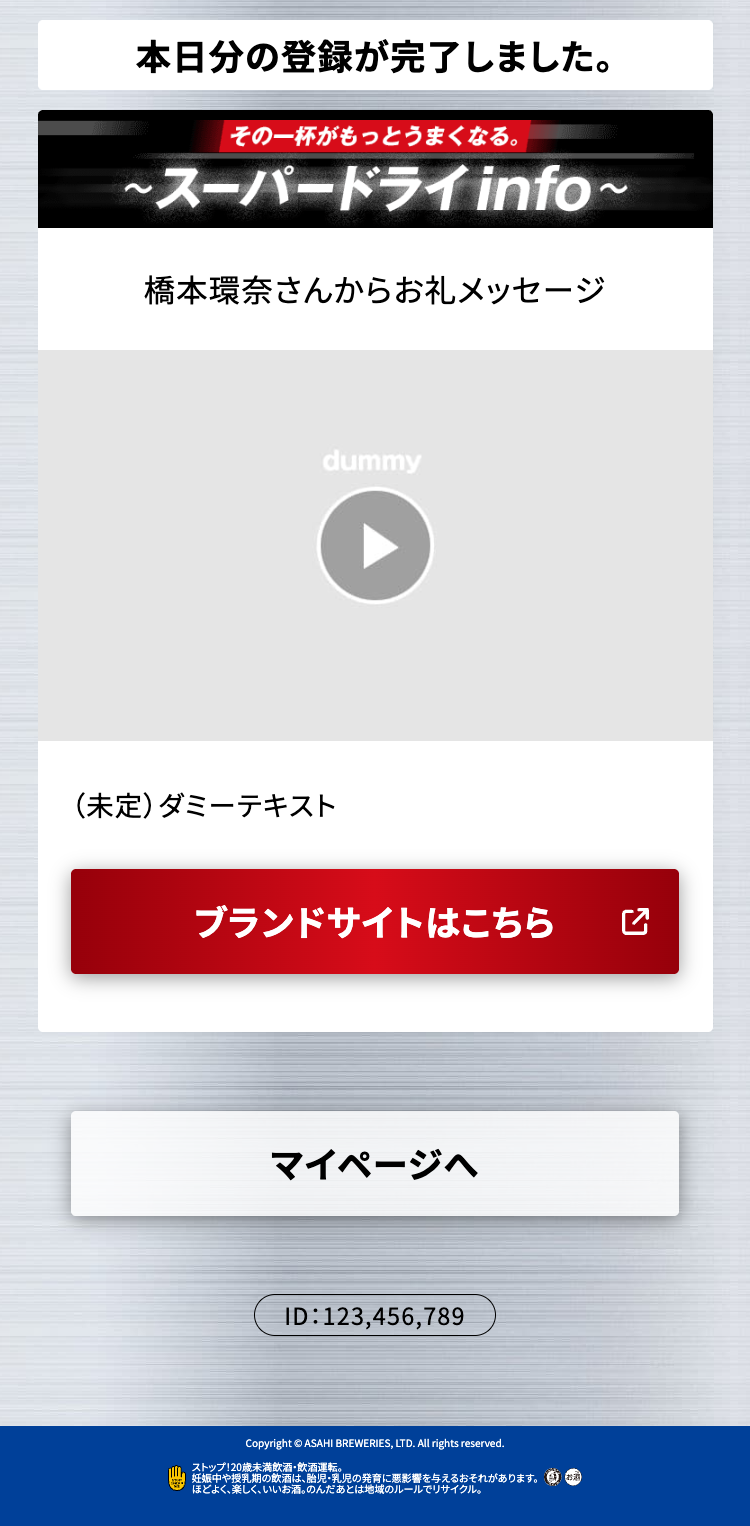 本日分の登録が完了しました。
その一杯がもっとうまくなる。
～スーパードライ info～
橋本環奈さんからお礼メッセージ
dummy
（未定）ダミーテキスト
ブランドサイトはこちら
マイページへ
ID：123,456,789
Copyright © ASAHI BREWERIES, LTD. All rights reserved.
ストップ！20歳未満飲酒・飲酒運転。
妊娠中や授乳期の飲酒は、胎児・乳児の発育に悪影響を与えるおそれがあります。
ほどよく、楽しく、いいお酒。のんだあとは地域のルールでリサイクル。
お酒